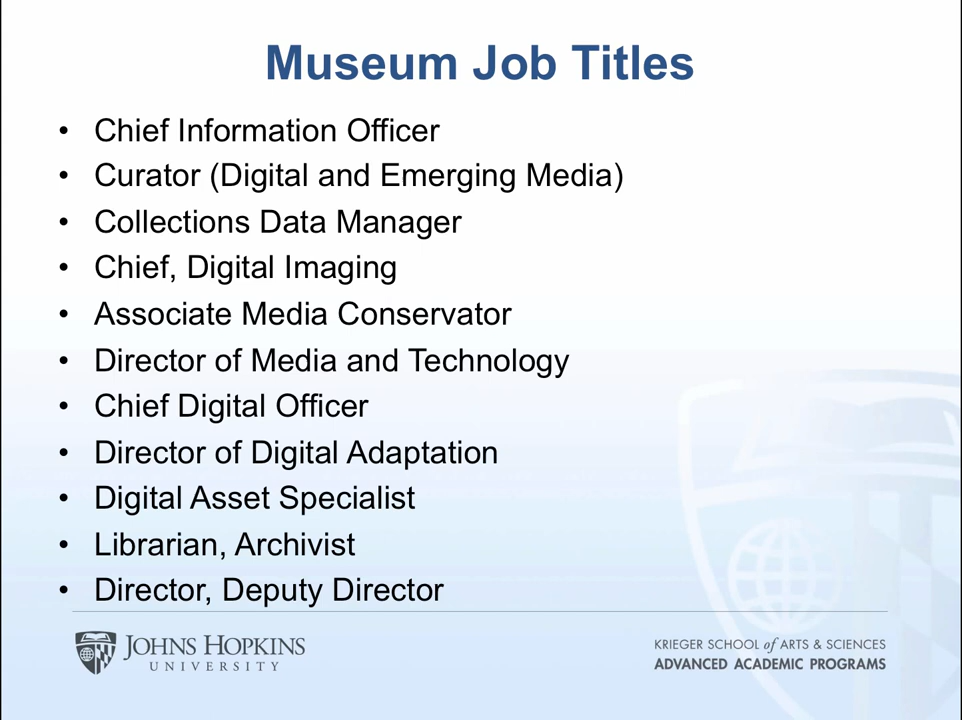 Museum Job Titles
• Chief Information Officer
• Curator (Digital and Emerging Media)
• Collections Data Manager
• Chief, Digital Imaging
• Associate Media Conservator
• Director of Media and Technology
• Chief Digital Officer
• Director of Digital Adaptation
• Digital Asset Specialist
• Librarian, Archivist
• Director, Deputy Director
JOHNS HOPKINS
UNIVERSITY
KRIEGER SCHOOL of ARTS & SCIENCES
ADVANCED ACADEMIC PROGRAMS